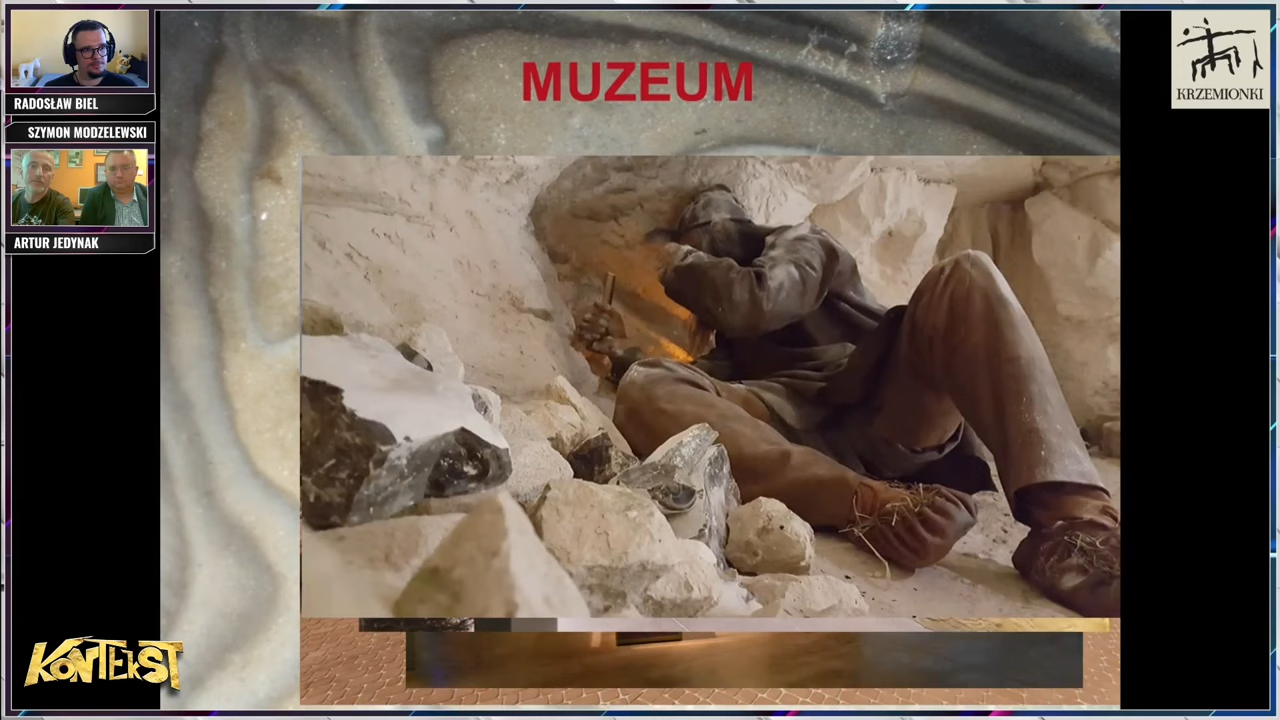 RADOSŁAW BIEL
SZYMON MODZELEWSKI
ARTUR JEDYNAK
MUZEUM
KRZEMIONKI
KONTEKST